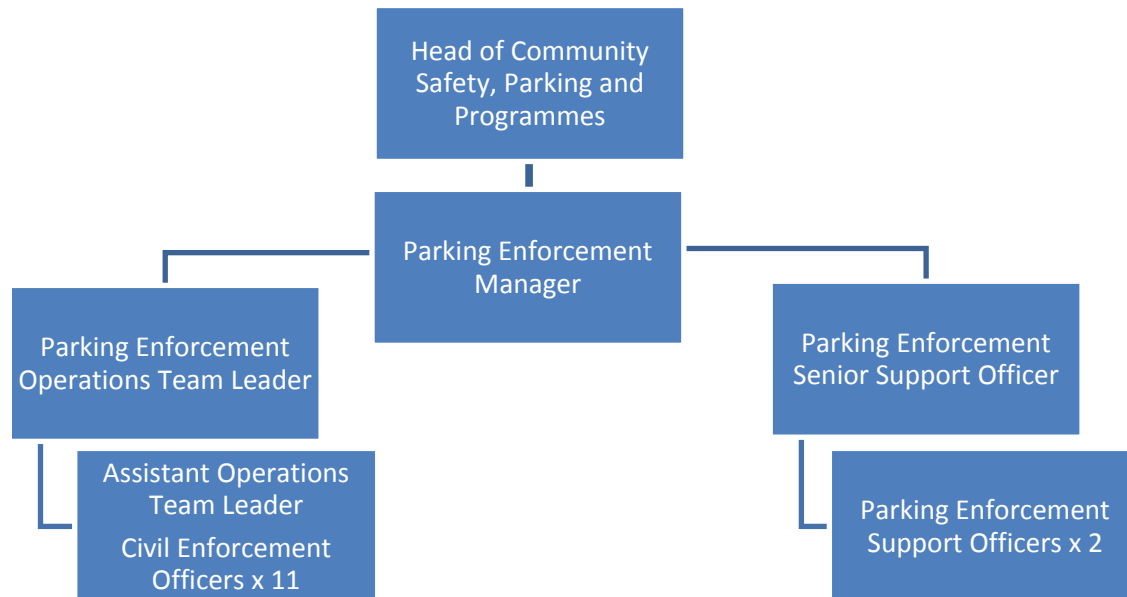 Head of Community
Safety, Parking and
Programmes
Parking Enforcement
Manager
Parking Enforcement
Operations Team Leader
Parking Enforcement
Senior Support Officer
Assistant Operations
Team Leader
Civil Enforcement
Officers x 11
Parking Enforcement
Support Officers x 2